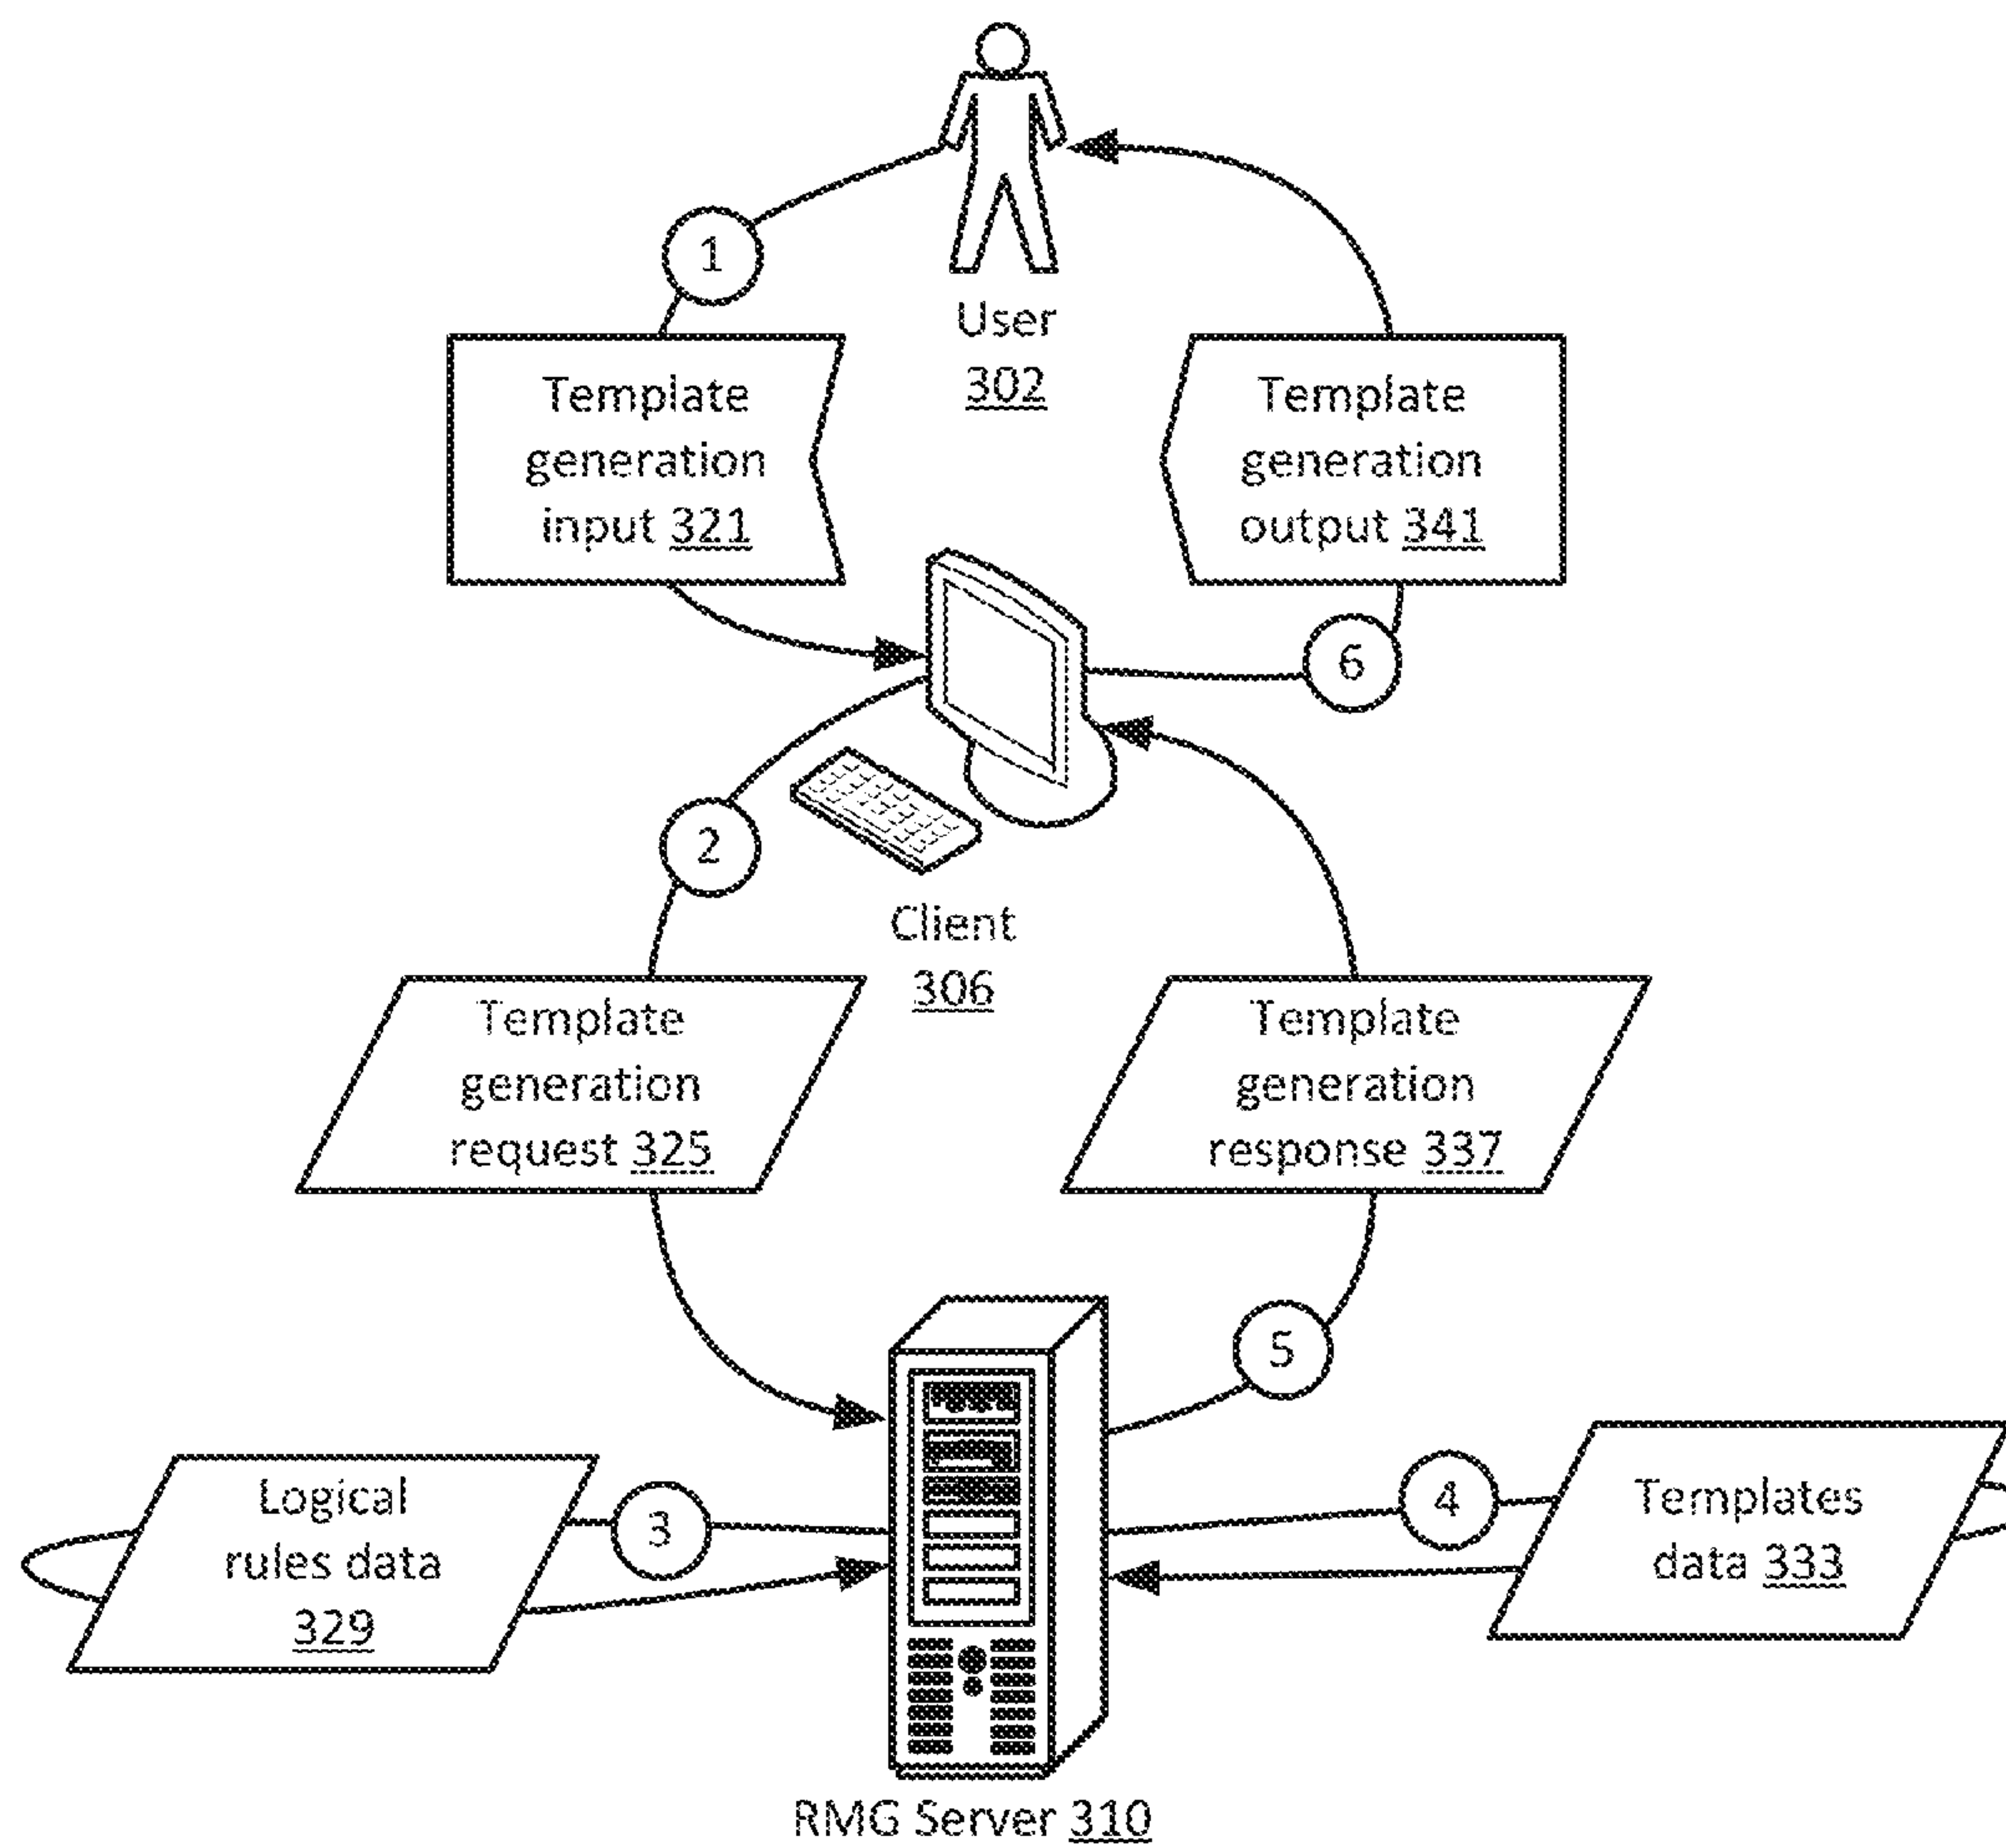 1
User
302
Template
generation
input 321
Template
generation
output 341
6
2
Client
306
Template
generation
request 325
Template
generation
response 337
5
Logical
rules data
329
3
4
Templates
data 333
RMG Server 310